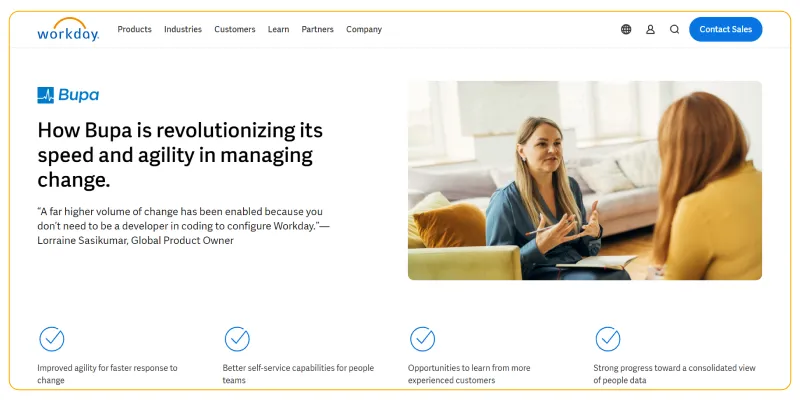 workday.
Products Industries Customers Learn Partners Company
Contact Sales
Bupa
How Bupa is revolutionizing its
speed and agility in managing
change.
“A far higher volume of change has been enabled because you
don’t need to be a developer in coding to configure Workday.”—
Lorraine Sasikumar, Global Product Owner
Improved agility for faster response to
change
Better self-service capabilities for people
teams
Opportunities to learn from more
experienced customers
Strong progress toward a consolidated view
of people data